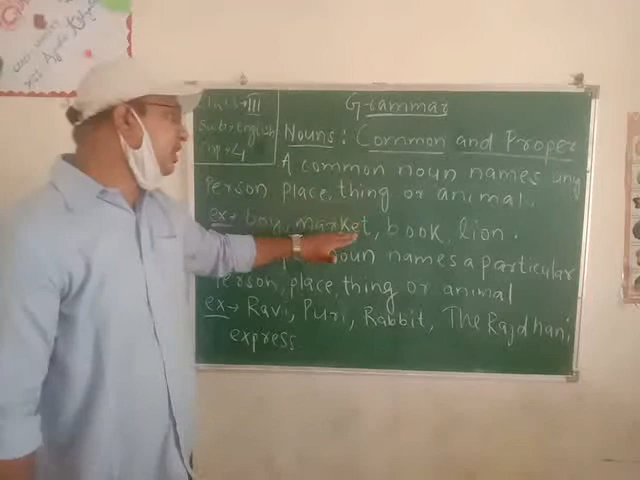 Class-III
Sub-English
Grammar
Nouns: Common and Proper
A common noun names any
Person place, thing or animal.
ex→ boy, market, book, lion.
noun names a particular
Person, place, thing or animal
ex→ Ravi, Puri, Rabbit, The Rajdhani
express